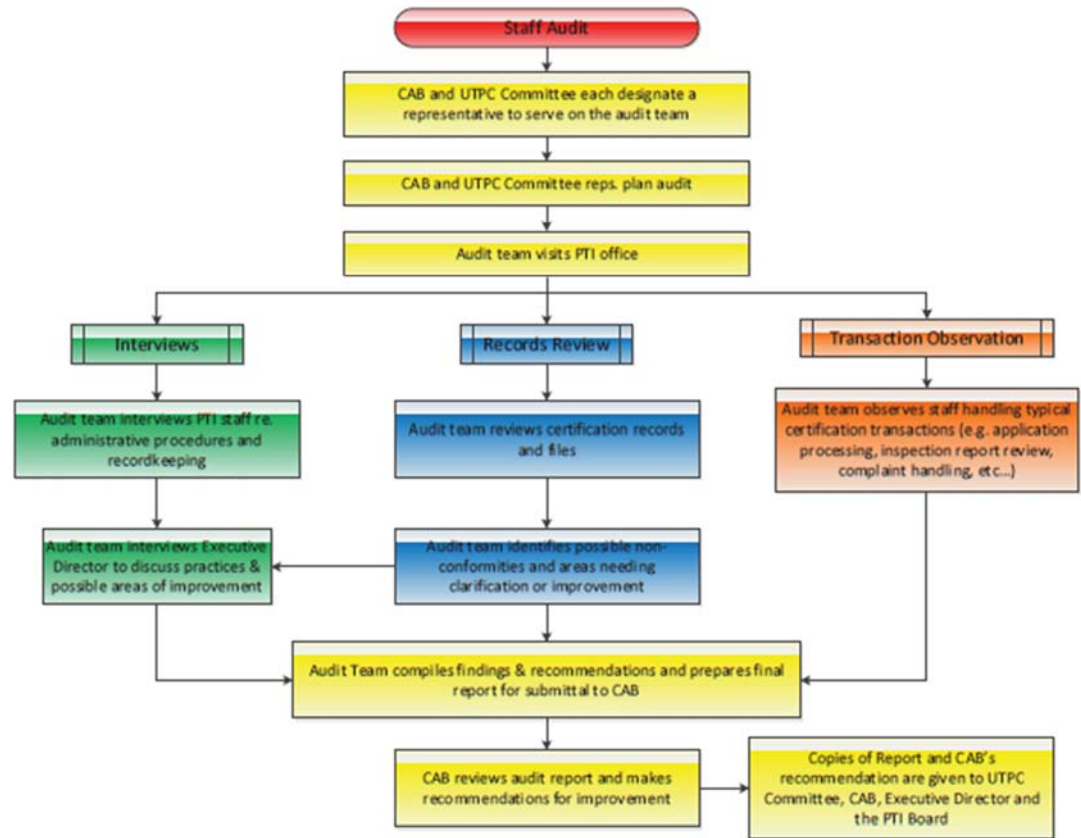 Staff Audit
CAB and UTPC Committee each designate a
representative to serve on the audit team
CAB and UTPC Committee reps. plan audit
Audit team visits PTI office
Interviews
Records Review
Transaction Observation
Audit team interviews PTI staff re.
administrative procedures and
recordkeeping
Audit team reviews certification records
and files
Audit team observes staff handling typical
certification transactions (e.g. application
processing, inspection report review,
complaint handling, etc...)
Audit team interviews Executive
Director to discuss practices &
possible areas of improvement
Audit team identifies possible non-
conformities and areas needing
clarification or improvement
Audit Team compiles findings & recommendations and prepares final
report for submittal to CAB
CAB reviews audit report and makes
recommendations for improvement
Copies of Report and CAB's
recommendation are given to UTPC
Committee, CAB, Executive Director and
the PTI Board